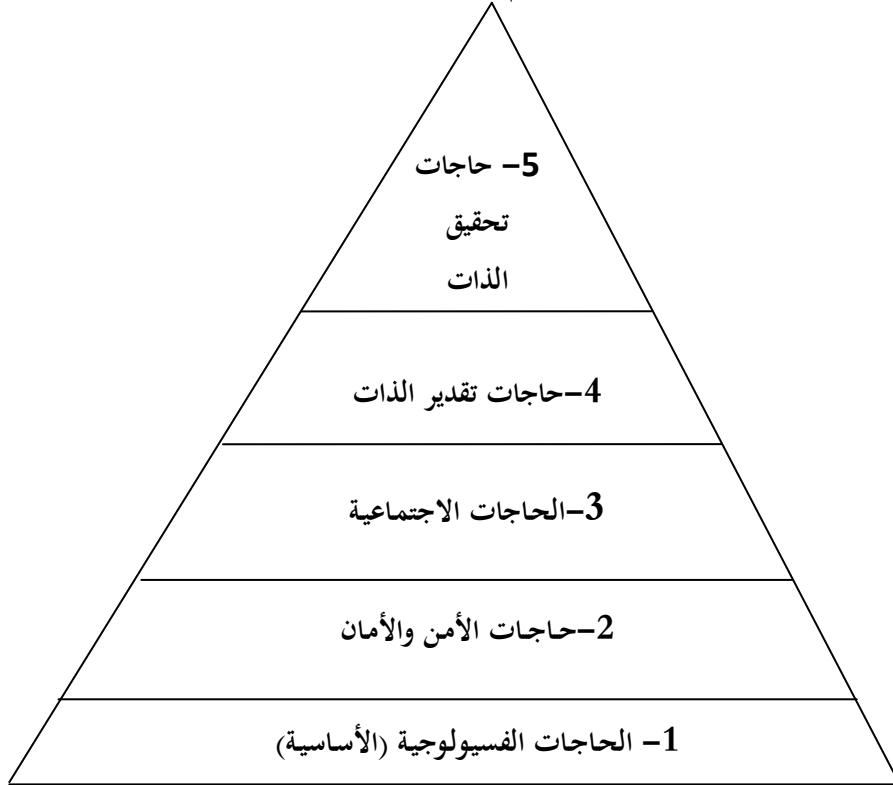 5- حاجات
تحقيق
الذات
4-حاجات تقدير الذات
3-الحاجات الاجتماعية
2-حاجات الأمن والأمان
1- الحاجات الفسيولوجية (الأساسية)